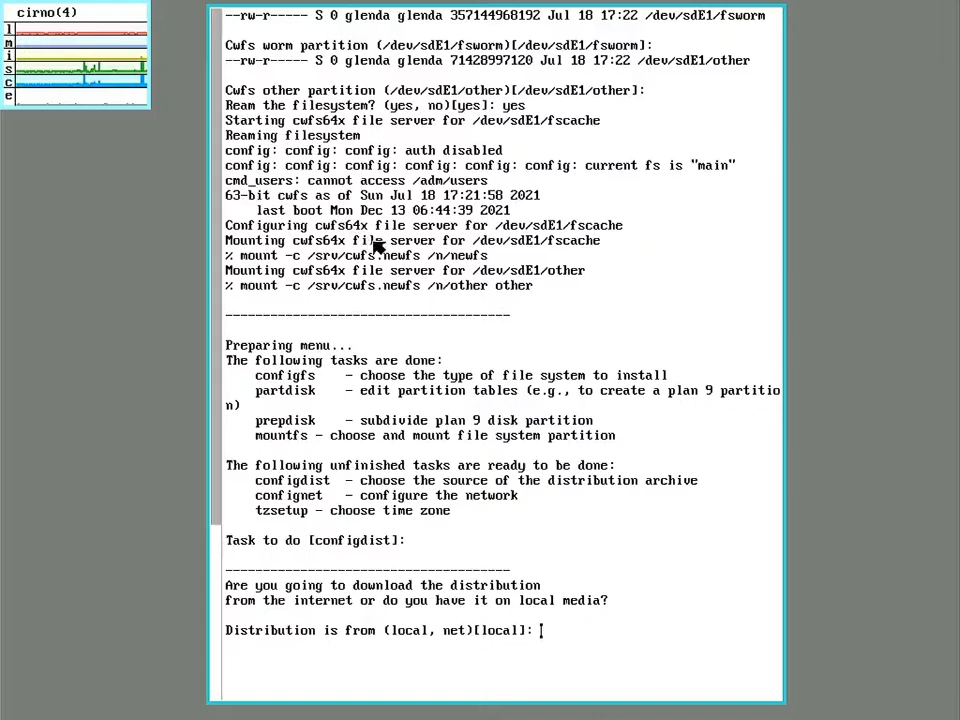 cirno(4)
l
m
i
s
c
e
--rw-r----- S 0 glenda glenda 357144968192 Jul 18 17:22 /dev/sdE1/fsworm
Cwfs worm partition (/dev/sdE1/fsworm)[/dev/sdE1/fsworm]:
--rw-r----- S 0 glenda glenda 71428997120 Jul 18 17:22 /dev/sdE1/other
Cwfs other partition (/dev/sdE1/other)[/dev/sdE1/other]:
Ream the filesystem? (yes, no)[yes]: yes
Starting cwfs64x file server for /dev/sdE1/fscache
Reaming filesystem
config: config: config: auth disabled
config: config: config: config: config: config: current fs is "main"
cmd_users: cannot access /adm/users
63-bit cwfs as of Sun Jul 18 17:21:58 2021
last boot Mon Dec 13 06:44:39 2021
Configuring cwfs64x file server for /dev/sdE1/fscache
Mounting cwfs64x file server for /dev/sdE1/fscache
% mount -c /srv/cwfs.newfs /n/newfs
Mounting cwfs64x file server for /dev/sdE1/other
% mount -c /srv/cwfs.newfs /n/other other
--------------------------------------
Preparing menu...
The following tasks are done:
configfs - choose the type of file system to install
partdisk - edit partition tables (e.g., to create a plan 9 partitio
n)
prepdisk - subdivide plan 9 disk partition
mountfs - choose and mount file system partition
The following unfinished tasks are ready to be done:
configdist - choose the source of the distribution archive
confignet - configure the network
tzsetup - choose time zone
Task to do [configdist]:
--------------------------------------
Are you going to download the distribution
from the internet or do you have it on local media?
Distribution is from (local, net)[local]: